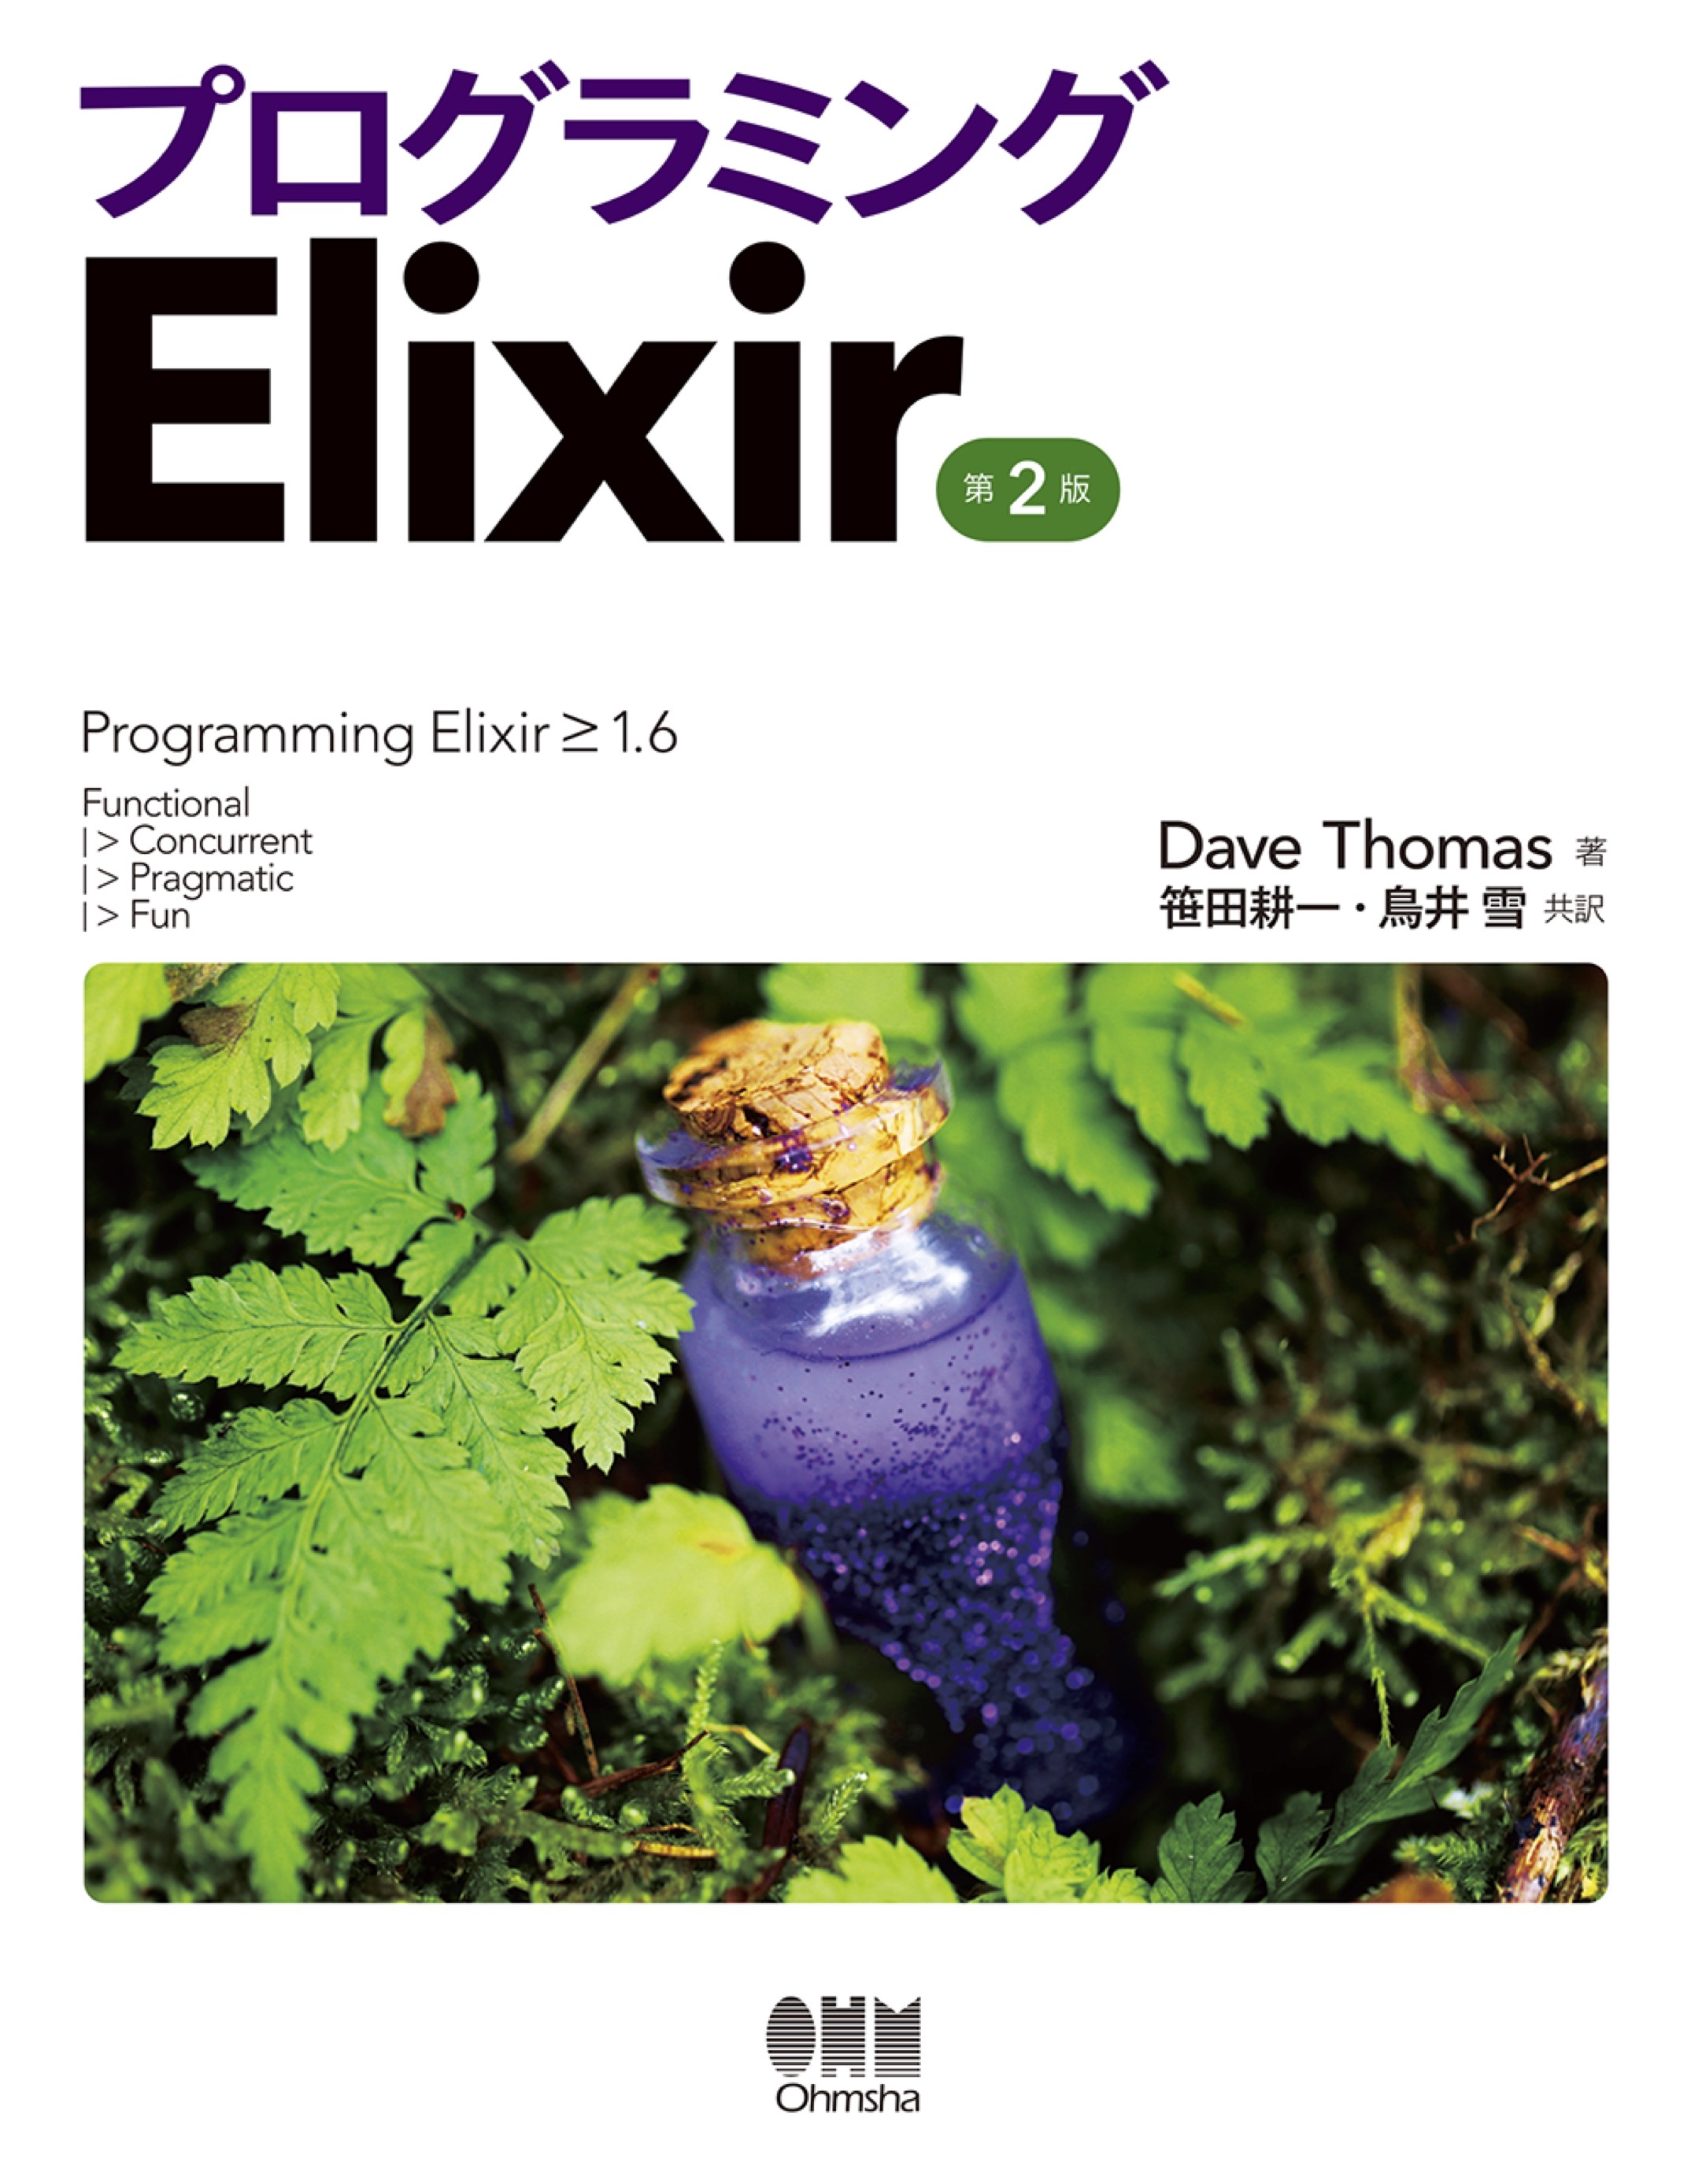 プログラミング
Elixir
第2版
Programming Elixir ≥ 1.6
Functional
|> Concurrent
|> Pragmatic
|> Fun
Dave Thomas 著
笹田耕一・鳥井 雪 共訳
OHM
Ohmsha